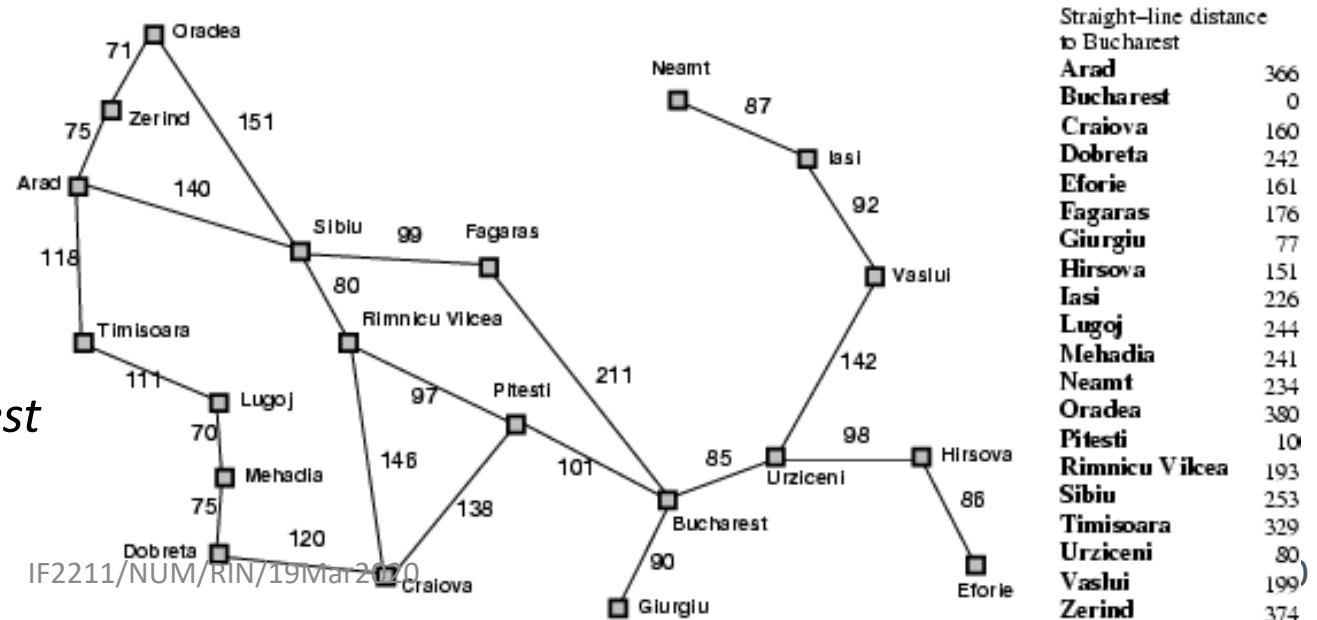 Oradea
71
Neamt
Zerind
87
151
75
Iasi
Arad
140
92
Sibiu
99
Fagaras
118
80
Vaslui
Timisoara
Rimnicu Vilcea
142
111
211
Lugoj
97
Pitesti
est
70
98
146
85
Hirsova
101
Mehadia
Urziceni
86
75
138
Bucharest
120
Dobreta
90
IF2211/NUM/RIN/19Mar2020
Craiova
Eforie
Giurgiu
Straight-line distance
to Bucharest
Arad 366
Bucharest 0
Craiova 160
Dobreta 242
Eforie 161
Fagaras 176
Giurgiu 77
Hirsova 151
Iasi 226
Lugoj 244
Mehadia 241
Neamt 234
Oradea 380
Pitesti 10
Rimnicu Vilcea 193
Sibiu 253
Timisoara 329
Urziceni 80
Vaslui 199
Zerind 374